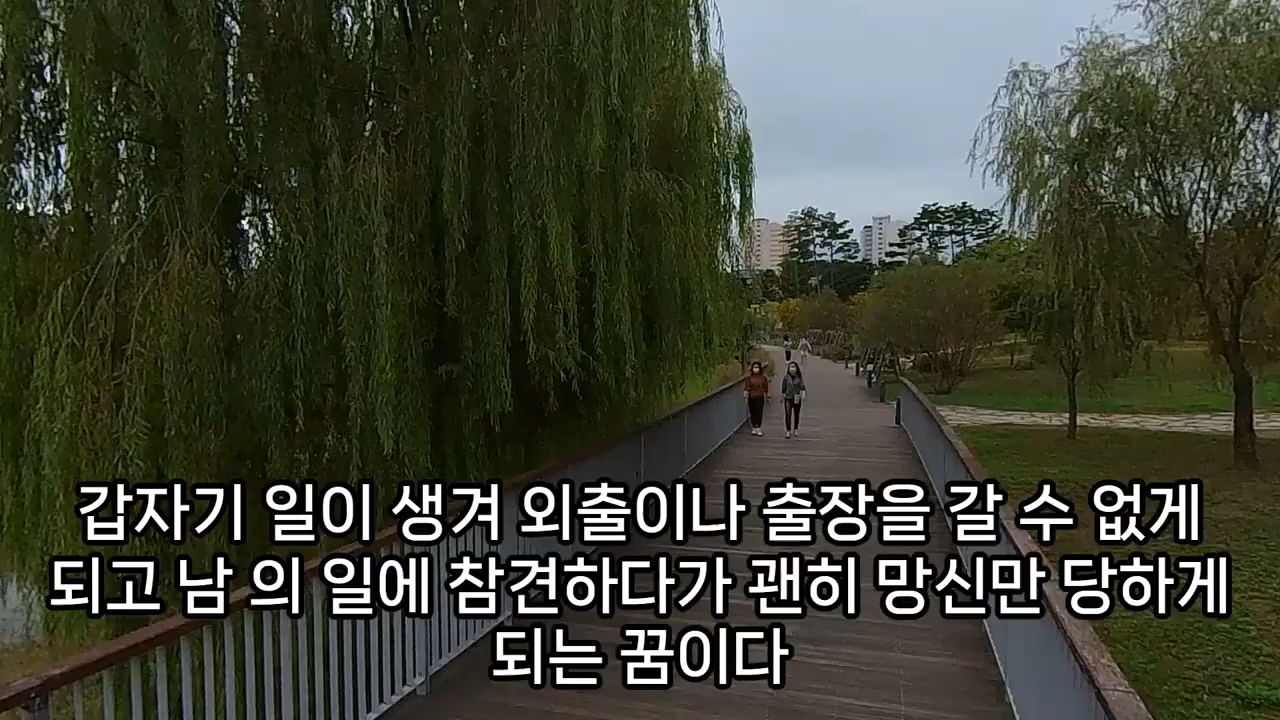 갑자기 일이 생겨 외출이나 출장을 갈 수 없게
되고 남 의 일에 참견하다가 괜히 망신만 당하게
되는 꿈이다